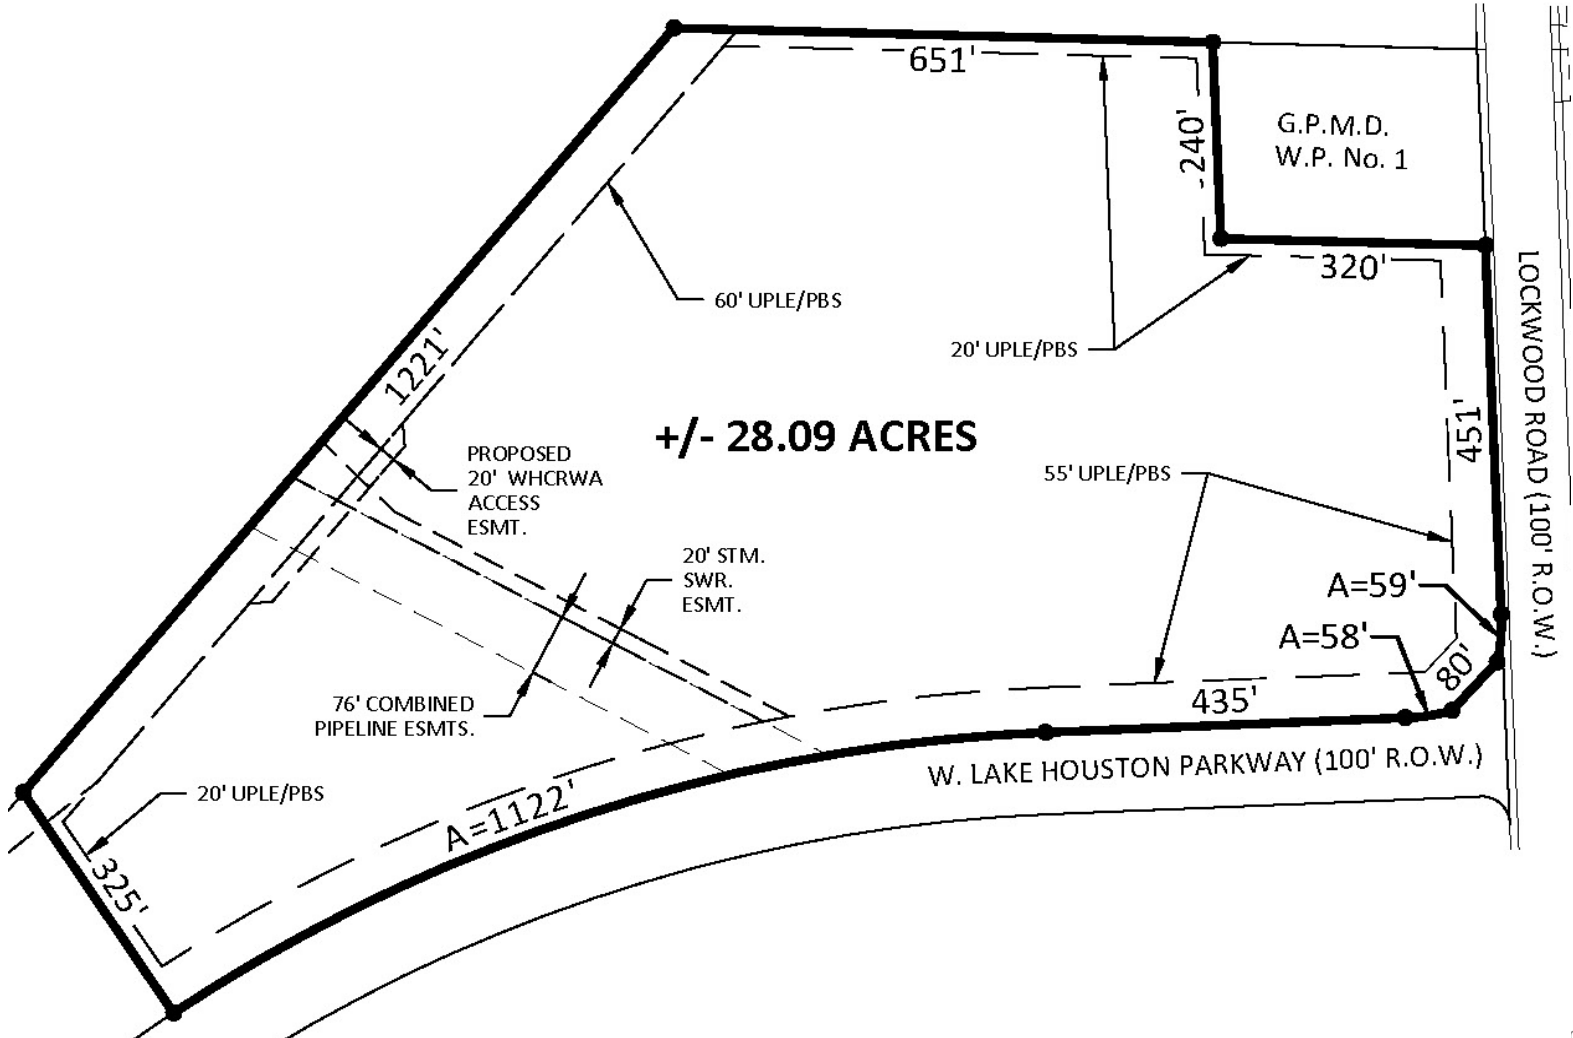 651'
240'
G.P.M.D.
W.P. No. 1
320'
60' UPLE/PBS
20' UPLE/PBS
1221'
+/- 28.09 ACRES
LOCKWOOD ROAD (100' R.O.W.)
451'
PROPOSED
20' WHCRWA
ACCESS
ESMT.
55' UPLE/PBS
20' STM.
SWR.
ESMT.
A=59'
A=58'
80'
76' COMBINED
PIPELINE ESMTS.
435'
W. LAKE HOUSTON PARKWAY (100' R.O.W.)
20' UPLE/PBS
A=1122'
325'